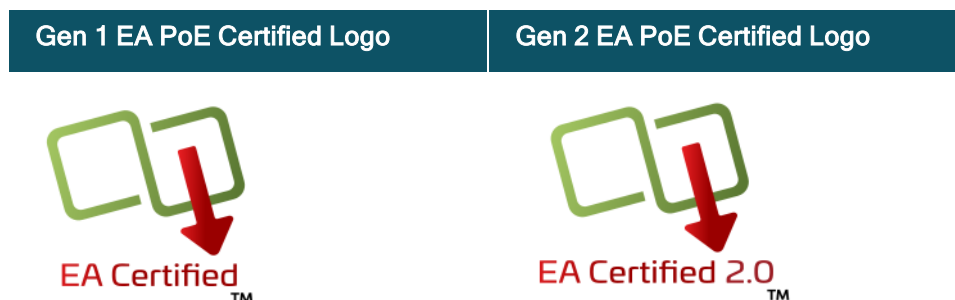 Gen 1 EA PoE Certified Logo
Gen 2 EA PoE Certified Logo
EA Certified
TM
EA Certified 2.0
TM